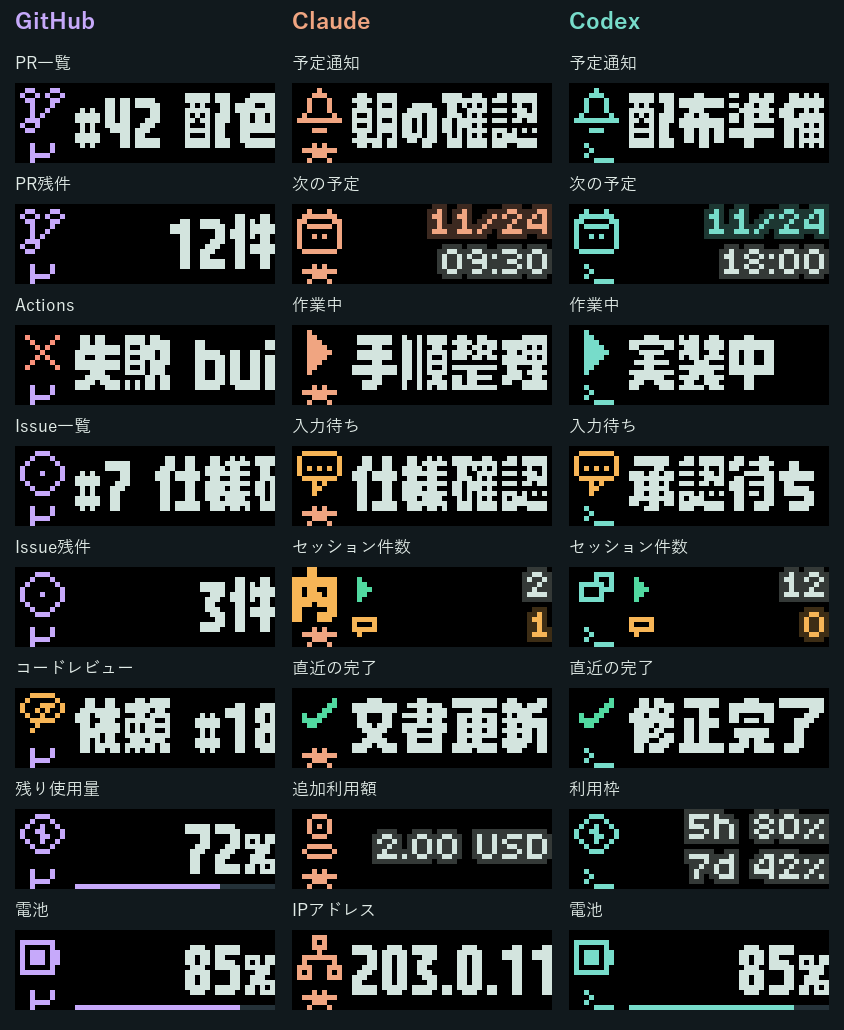 GitHub
Claude
Codex
PR一覧
予定通知
予定通知
#42 配色
朝の確認
配布準備
PR残件
次の予定
次の予定
12件
11/24
09:30
11/24
18:00
Actions
作業中
作業中
失敗 bui
手順整理
実装中
Issue一覧
入力待ち
入力待ち
#7 仕様
仕様確認
承認待ち
Issue残件
セッション件数
セッション件数
3件
2
1
12
0
コードレビュー
直近の完了
直近の完了
依頼 #18
文書更新
修正完了
残り使用量
追加利用額
利用枠
72%
2.00 USD
5h 80%
7d 42%
電池
IPアドレス
電池
85%
203.0.11
85%